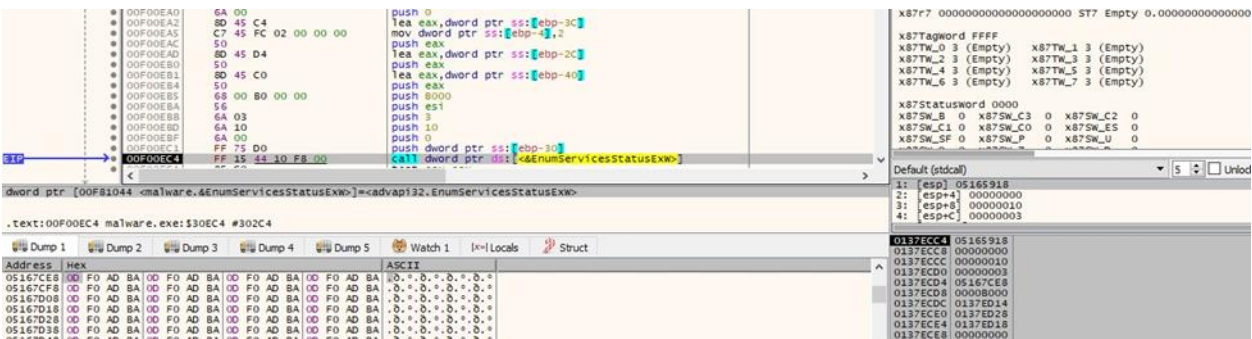 00F00EA0 6A 00 push 0
00F00EA2 8D 45 C4 lea eax,dword ptr ss:[ebp-3C]
00F00EA5 C7 45 FC 02 00 00 00 mov dword ptr ss:[ebp-4],2
00F00EAC 50 push eax
00F00EAD 8D 45 D4 lea eax,dword ptr ss:[ebp-2C]
00F00EB0 50 push eax
00F00EB1 8D 45 C0 lea eax,dword ptr ss:[ebp-40]
00F00EB4 50 push eax
00F00EB5 68 00 B0 00 00 push B000
00F00EBA 56 push esi
00F00EBB 6A 03 push 3
00F00EBD 6A 10 push 10
00F00EBF 6A 00 push 0
00F00EC1 FF 75 D0 push dword ptr ss:[ebp-30]
EIP 00F00EC4 FF 15 44 10 F8 00 call dword ptr ds:[<&EnumServicesStatusExW>]
dword ptr [00F81044 <malware.&EnumServicesStatusExW>]=<advapi32.EnumServicesStatusExW>
.text:00F00EC4 malware.exe:$30EC4 #302C4
Dump 1 Dump 2 Dump 3 Dump 4 Dump 5 Watch 1 [x=] Locals Struct
Address Hex ASCII
05167CE8 0D F0 AD BA 0D F0 AD BA 0D F0 AD BA 0D F0 AD BA .ð.º.ð.º.ð.º.ð.º
05167CF8 0D F0 AD BA 0D F0 AD BA 0D F0 AD BA 0D F0 AD BA .ð.º.ð.º.ð.º.ð.º
05167D08 0D F0 AD BA 0D F0 AD BA 0D F0 AD BA 0D F0 AD BA .ð.º.ð.º.ð.º.ð.º
05167D18 0D F0 AD BA 0D F0 AD BA 0D F0 AD BA 0D F0 AD BA .ð.º.ð.º.ð.º.ð.º
05167D28 0D F0 AD BA 0D F0 AD BA 0D F0 AD BA 0D F0 AD BA .ð.º.ð.º.ð.º.ð.º
05167D38 0D F0 AD BA 0D F0 AD BA 0D F0 AD BA 0D F0 AD BA .ð.º.ð.º.ð.º.ð.º
x87r7 00000000000000000000 ST7 Empty 0.00000000000000
x87TagWord FFFF
x87TW_0 3 (Empty) x87TW_1 3 (Empty)
x87TW_2 3 (Empty) x87TW_3 3 (Empty)
x87TW_4 3 (Empty) x87TW_5 3 (Empty)
x87TW_6 3 (Empty) x87TW_7 3 (Empty)
x87StatusWord 0000
x87SW_B 0 x87SW_C3 0 x87SW_C2 0
x87SW_C1 0 x87SW_C0 0 x87SW_ES 0
x87SW_SF 0 x87SW_P 0 x87SW_U 0
Default (stdcall) 5 Unloc
1: [esp] 05165918
2: [esp+4] 00000000
3: [esp+8] 00000010
4: [esp+C] 00000003
0137ECC4 05165918
0137ECC8 00000000
0137ECCC 00000010
0137ECD0 00000003
0137ECD4 05167CE8
0137ECD8 0000B000
0137ECDC 0137ED14
0137ECE0 0137ED28
0137ECE4 0137ED18
0137ECE8 00000000